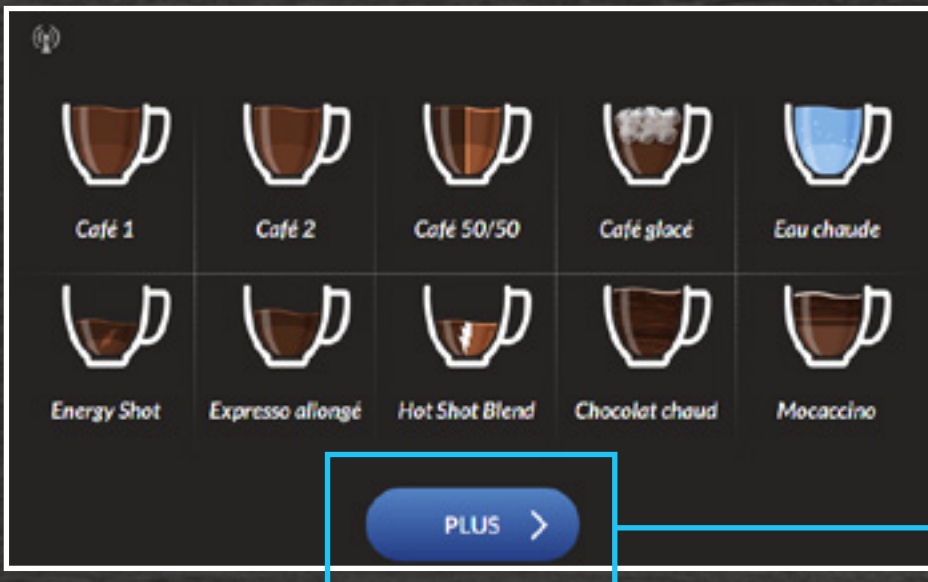 Café 1
Café 2
Café 50/50
Café glacé
Eau chaude
Energy Shot
Expresso allongé
Hot Shot Blend
Chocolat chaud
Mocaccino
PLUS